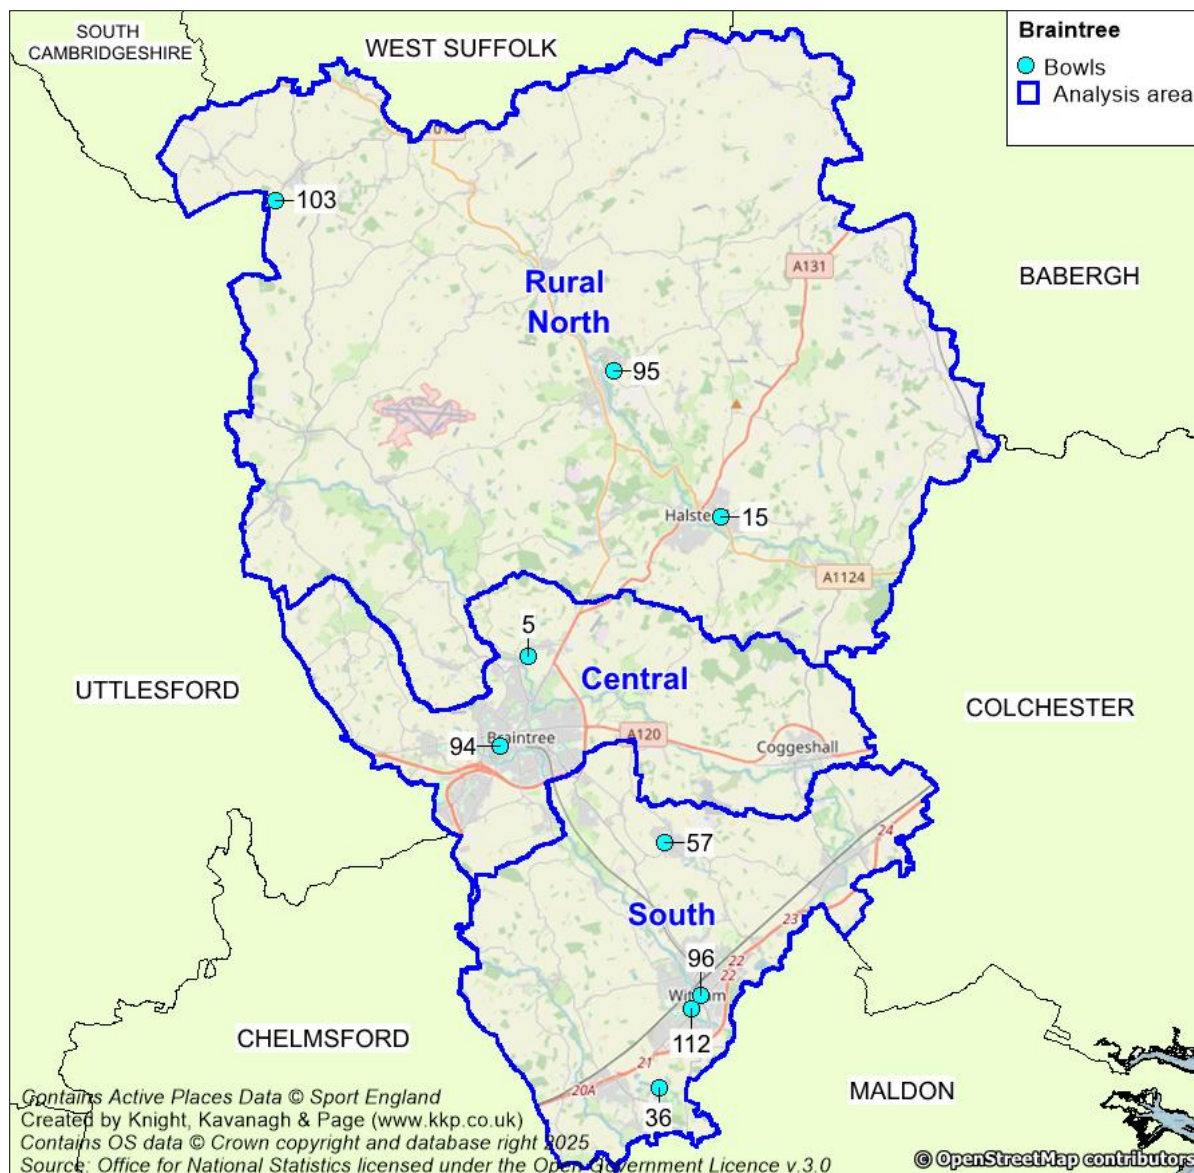 SOUTH
CAMBRIDGESHIRE
WEST SUFFOLK
Braintree
Bowls
Analysis area
103
Rural
North
A131
BABERGH
95
15
A1124
5
UTTLESFORD
Central
COLCHESTER
94
Braintree
A120
Coggeshall
57
24
South
23
96
22
22
112
CHELMSFORD
21
20A
MALDON
36
Contains Active Places Data © Sport England
Created by Knight, Kavanagh & Page (www.kkp.co.uk)
Contains OS data © Crown copyright and database right 2025
Source: Office for National Statistics licensed under the Open Government Licence v.3.0
© OpenStreetMap contributors